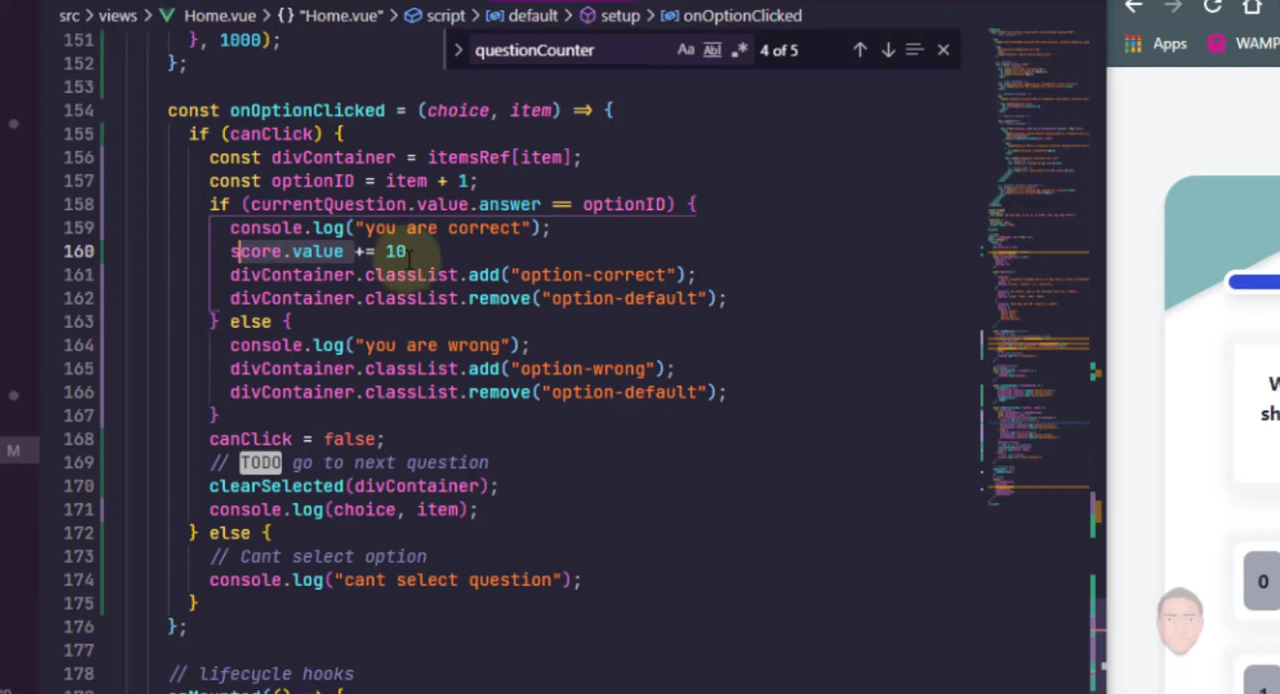 src > views > Home.vue > {} "Home.vue" > script > default > setup > onOptionClicked
Apps WAMP
questionCounter Aa Abl .* 4 of 5
151 }, 1000);
152 };
153
154 const onOptionClicked = (choice, item) => {
155 if (canClick) {
156 const divContainer = itemsRef[item];
157 const optionID = item + 1;
158 if (currentQuestion.value.answer == optionID) {
159 console.log("you are correct");
160 score.value += 10
161 divContainer.classList.add("option-correct");
162 divContainer.classList.remove("option-default");
163 } else {
164 console.log("you are wrong");
165 divContainer.classList.add("option-wrong");
166 divContainer.classList.remove("option-default");
167 }
168 canClick = false;
169 // TODO go to next question
170 clearSelected(divContainer);
171 console.log(choice, item);
172 } else {
173 // Cant select option
174 console.log("cant select question");
175 }
176 };
177
178 // lifecycle hooks
M
sh
0